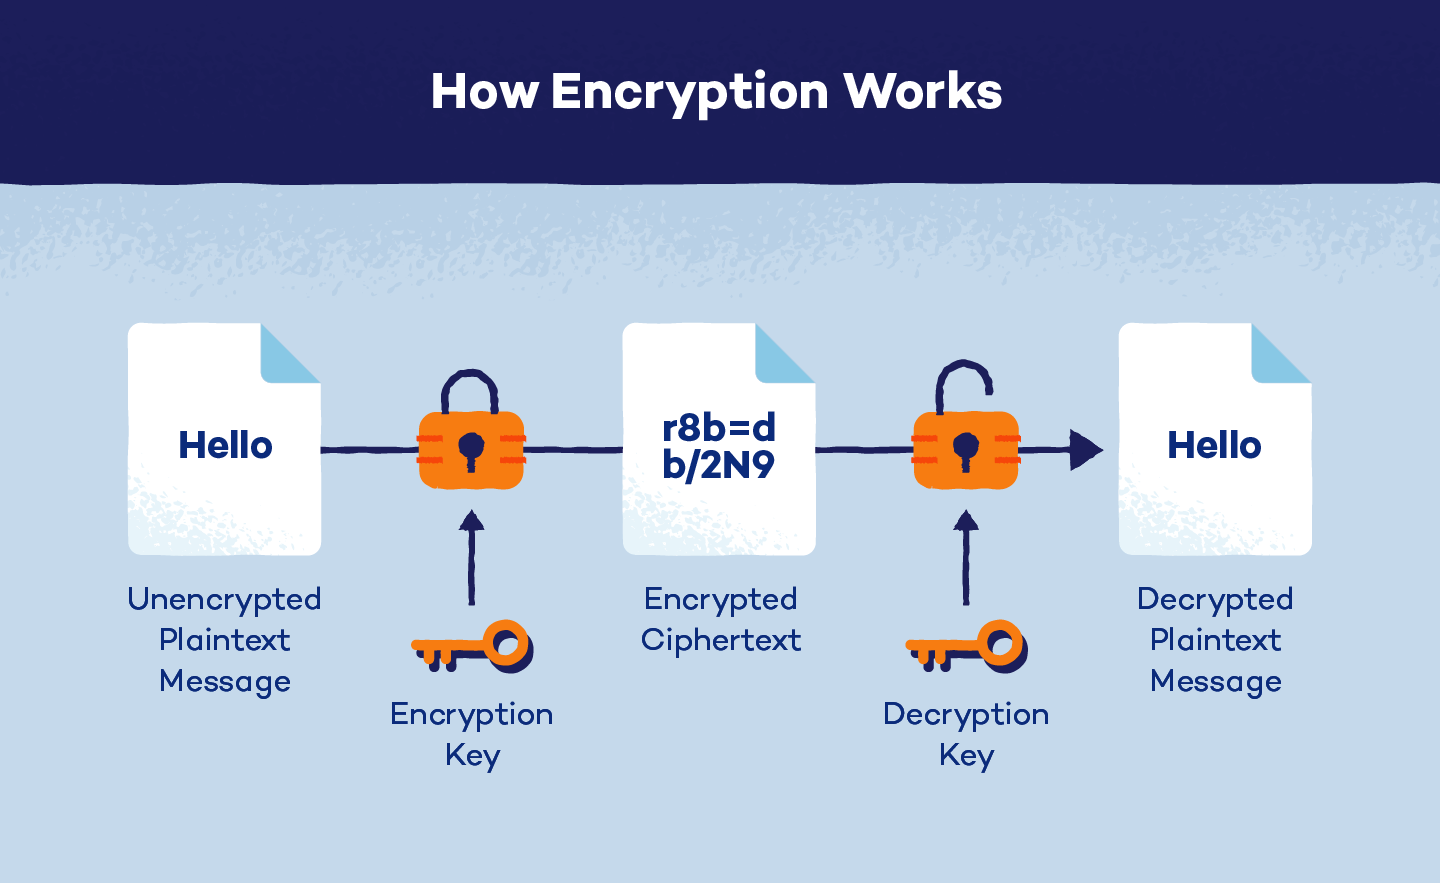 How Encryption Works
Hello
r8b=d
b/2N9
Hello
Unencrypted
Plaintext
Message
Encryption
Key
Encrypted
Ciphertext
Decryption
Key
Decrypted
Plaintext
Message